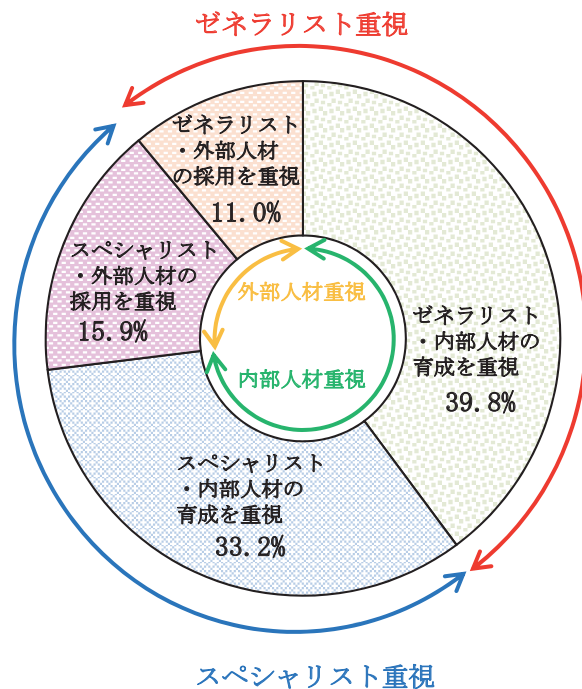 ゼネラリスト重視
ゼネラリスト
・外部人材
の採用を重視
11.0%
スペシャリスト
・外部人材の
採用を重視
15.9%
外部人材重視
内部人材重視
ゼネラリスト
・内部人材の
育成を重視
39.8%
スペシャリスト
・内部人材の
育成を重視
33.2%
スペシャリスト重視